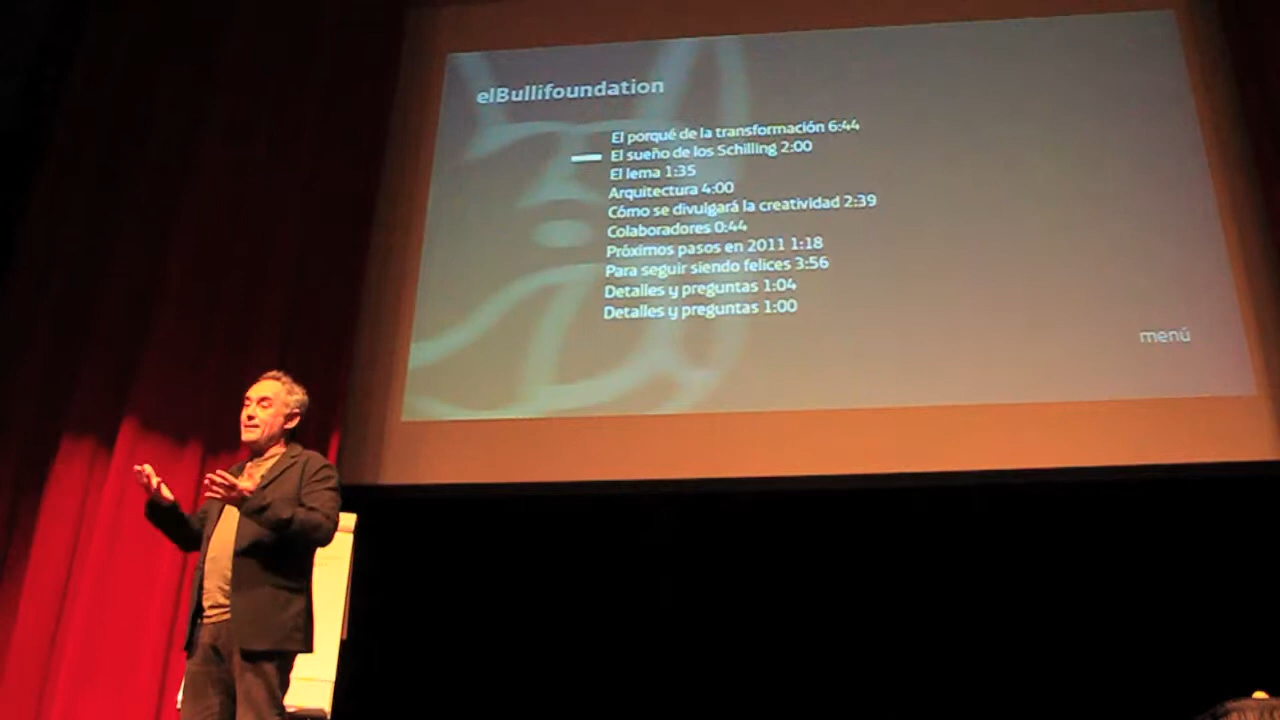 elBullifoundation
El porqué de la transformación 6:44
El sueño de los Schilling 2:00
El lema 1:35
Arquitectura 4:00
Cómo se divulgará la creatividad 2:39
Colaboradores 0:44
Próximos pasos en 2011 1:18
Para seguir siendo felices 3:56
Detalles y preguntas 1:04
Detalles y preguntas 1:00
menú